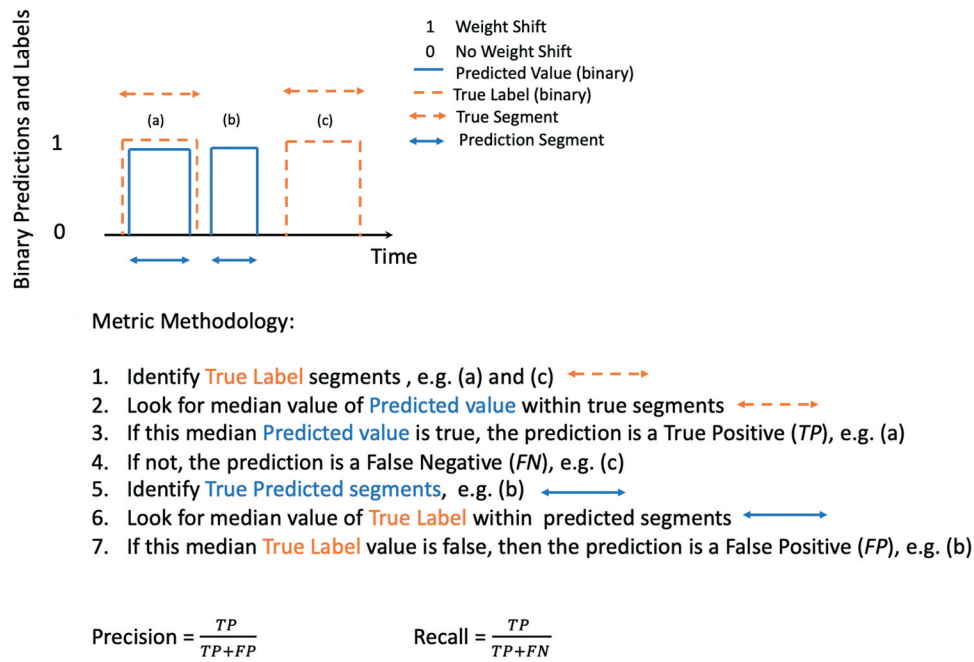 Binary Predictions and Labels
1 Weight Shift
0 No Weight Shift
Predicted Value (binary)
True Label (binary)
True Segment
Prediction Segment
(a) (b) (c)
1
0
Time
Metric Methodology:
1. Identify True Label segments , e.g. (a) and (c)
2. Look for median value of Predicted value within true segments
3. If this median Predicted value is true, the prediction is a True Positive (TP), e.g. (a)
4. If not, the prediction is a False Negative (FN), e.g. (c)
5. Identify True Predicted segments, e.g. (b)
6. Look for median value of True Label within predicted segments
7. If this median True Label value is false, then the prediction is a False Positive (FP), e.g. (b)
Precision = TP / TP+FP
Recall = TP / TP+FN